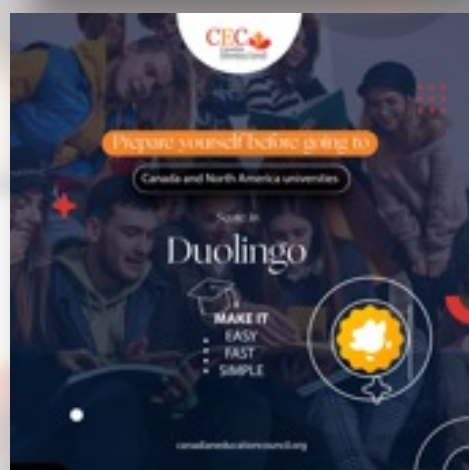 CEC
Prepare yourself before going to
Canada and North America universities
Score in
Duolingo
MAKE IT
EASY
FAST
SIMPLE
canadianeducationcouncil.org